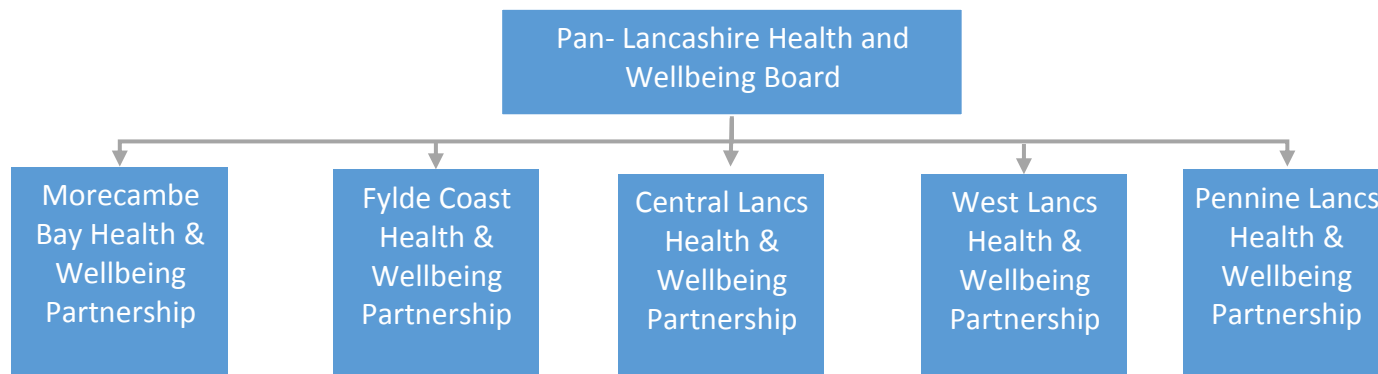 Pan- Lancashire Health and
Wellbeing Board
Morecambe
Bay Health &
Wellbeing
Partnership
Fylde Coast
Health &
Wellbeing
Partnership
Central Lancs
Health &
Wellbeing
Partnership
West Lancs
Health &
Wellbeing
Partnership
Pennine Lancs
Health &
Wellbeing
Partnership